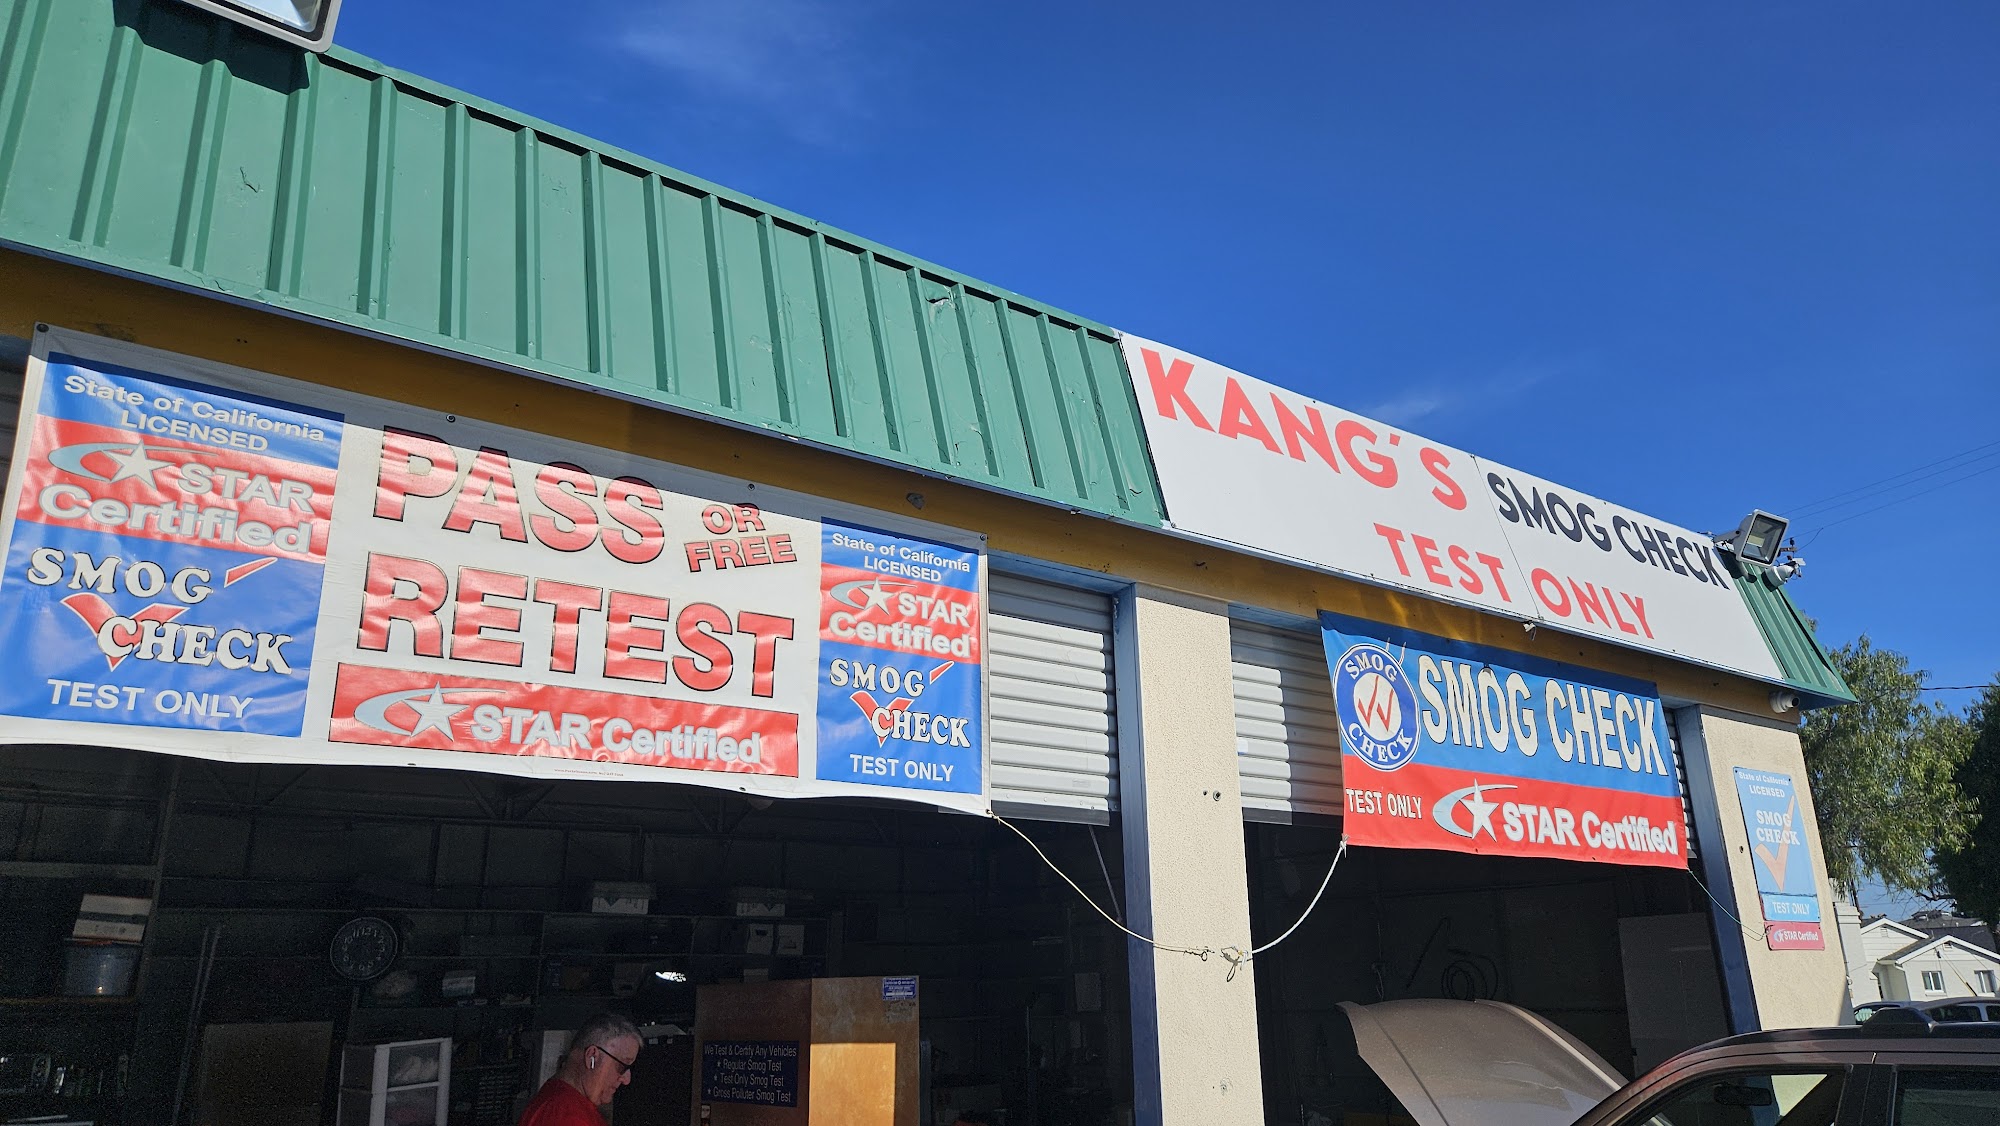 State of California
LICENSED
STAR
Certified
SMOG
CHECK
TEST ONLY
PASS OR FREE
RETEST
STAR Certified
State of California
LICENSED
STAR
Certified
SMOG
CHECK
TEST ONLY
KANG'S SMOG CHECK
TEST ONLY
SMOG
CHECK
SMOG CHECK
TEST ONLY
STAR Certified
State of California
LICENSED
SMOG
CHECK
TEST ONLY
STAR Certified
We Test & Certify Any Vehicles
★ Regular Smog Test
★ Test Only Smog Test
★ Gross Polluter Smog Test